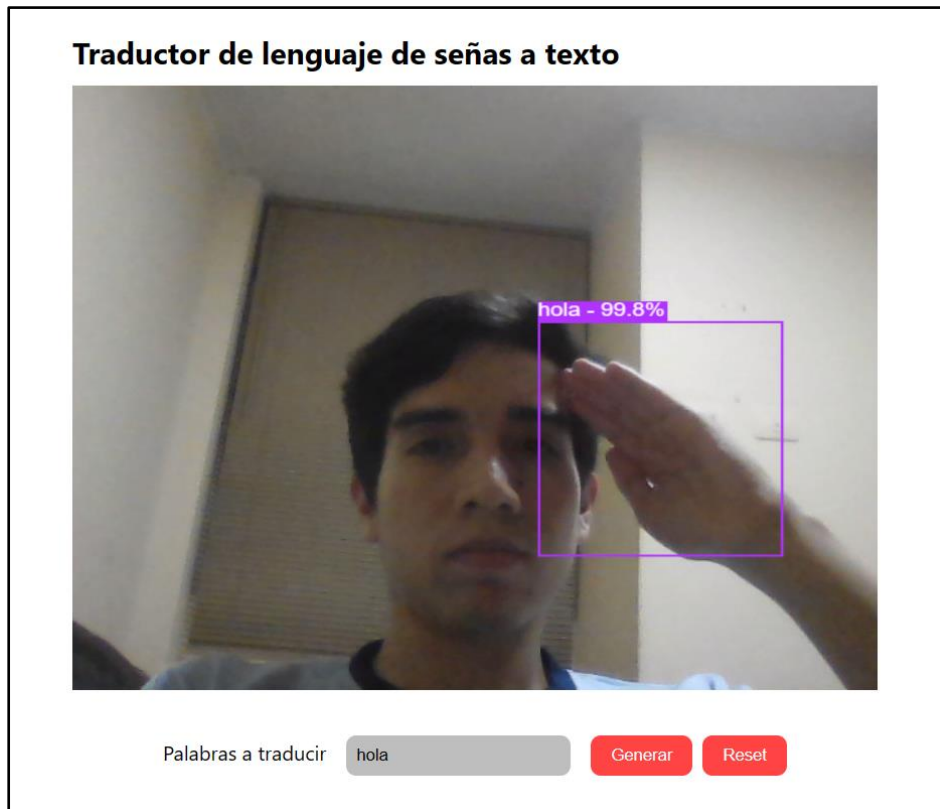 Traductor de lenguaje de señas a texto
hola - 99.8%
Palabras a traducir hola Generar Reset